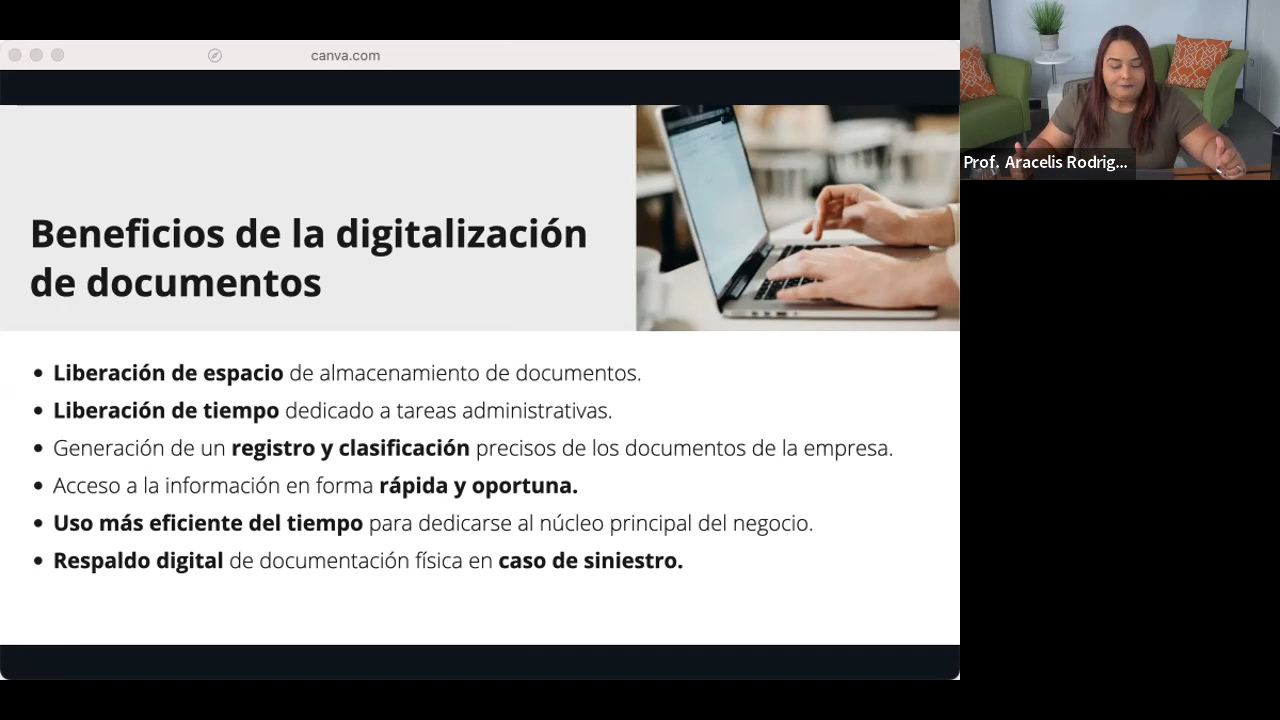 canva.com
Prof. Aracelis Rodrig...
Beneficios de la digitalización
de documentos
• Liberación de espacio de almacenamiento de documentos.
• Liberación de tiempo dedicado a tareas administrativas.
• Generación de un registro y clasificación precisos de los documentos de la empresa.
• Acceso a la información en forma rápida y oportuna.
• Uso más eficiente del tiempo para dedicarse al núcleo principal del negocio.
• Respaldo digital de documentación física en caso de siniestro.